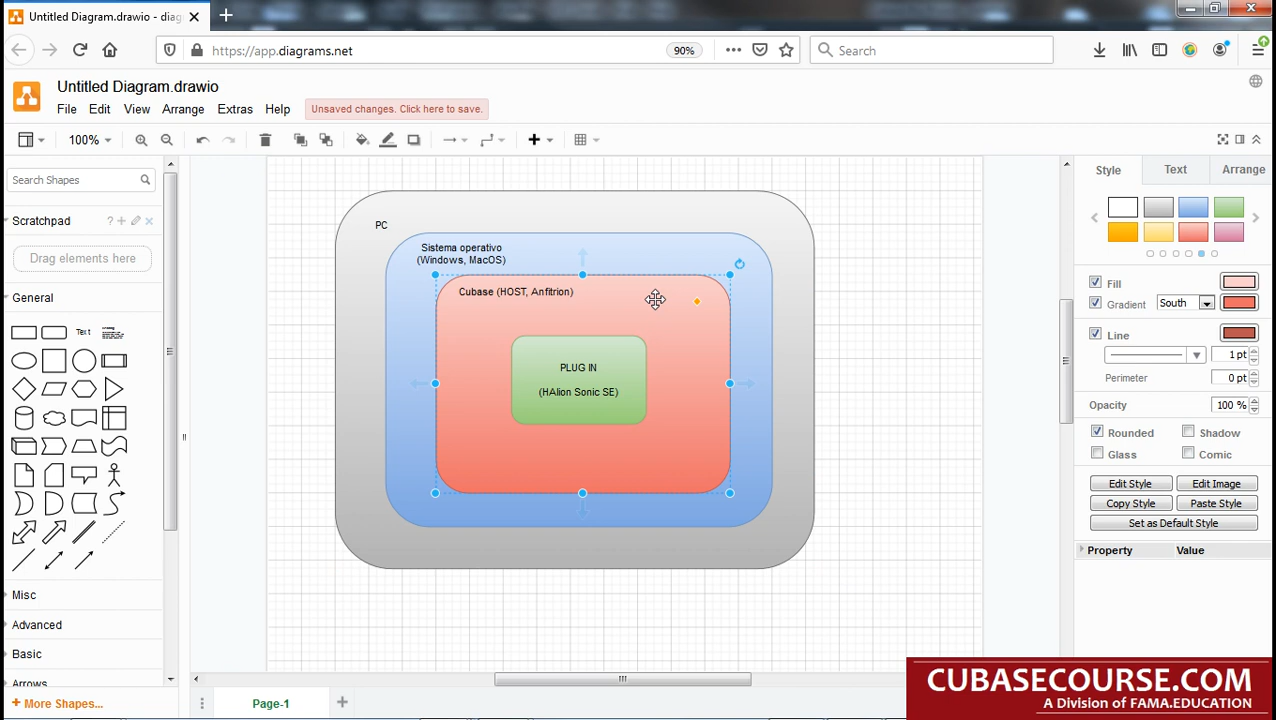 Untitled Diagram.drawio - diag
https://app.diagrams.net
90%
Search
Untitled Diagram.drawio
File Edit View Arrange Extras Help
Unsaved changes. Click here to save.
100%
Search Shapes
Scratchpad
?
Drag elements here
General
Text
Misc
Advanced
Basic
Arrows
+ More Shapes...
PC
Sistema operativo
(Windows, MacOS)
Cubase (HOST, Anfitrion)
PLUG IN
(HAlion Sonic SE)
Page-1
Style Text Arrange
Fill
Gradient South
Line
1 pt
Perimeter 0 pt
Opacity 100 %
Rounded Shadow
Glass Comic
Edit Style Edit Image
Copy Style Paste Style
Set as Default Style
Property Value
CUBASECOURSE.COM
A Division of FAMA.EDUCATION